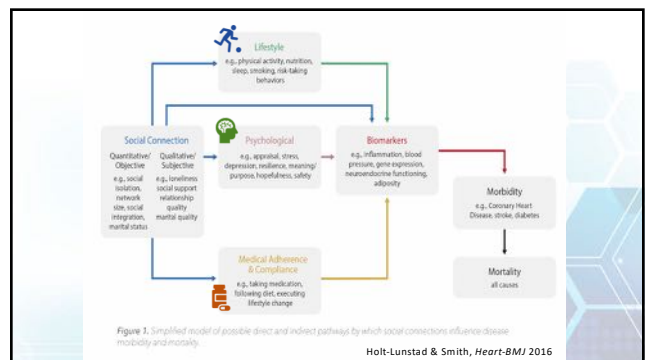 Lifestyle
e.g., physical activity, nutrition,
sleep, smoking, risk-taking
behaviors
Social Connection
Quantitative/
Objective
e.g., social
isolation,
network
size, social
integration,
marital status
Qualitative/
Subjective
e.g., loneliness
social support
relationship
quality
marital quality
Psychological
e.g., appraisal, stress,
depression, resilience, meaning/
purpose, hopefulness, safety
Biomarkers
e.g., inflammation, blood
pressure, gene expression,
neuroendocrine functioning,
adiposity
Morbidity
e.g., Coronary Heart
Disease, stroke, diabetes
Medical Adherence
& Compliance
e.g., taking medication,
following diet, executing
lifestyle change
Mortality
all causes
Figure 1. Simplified model of possible direct and indirect pathways by which social connections influence disease
morbidity and mortality.
Holt-Lunstad & Smith, Heart-BMJ 2016